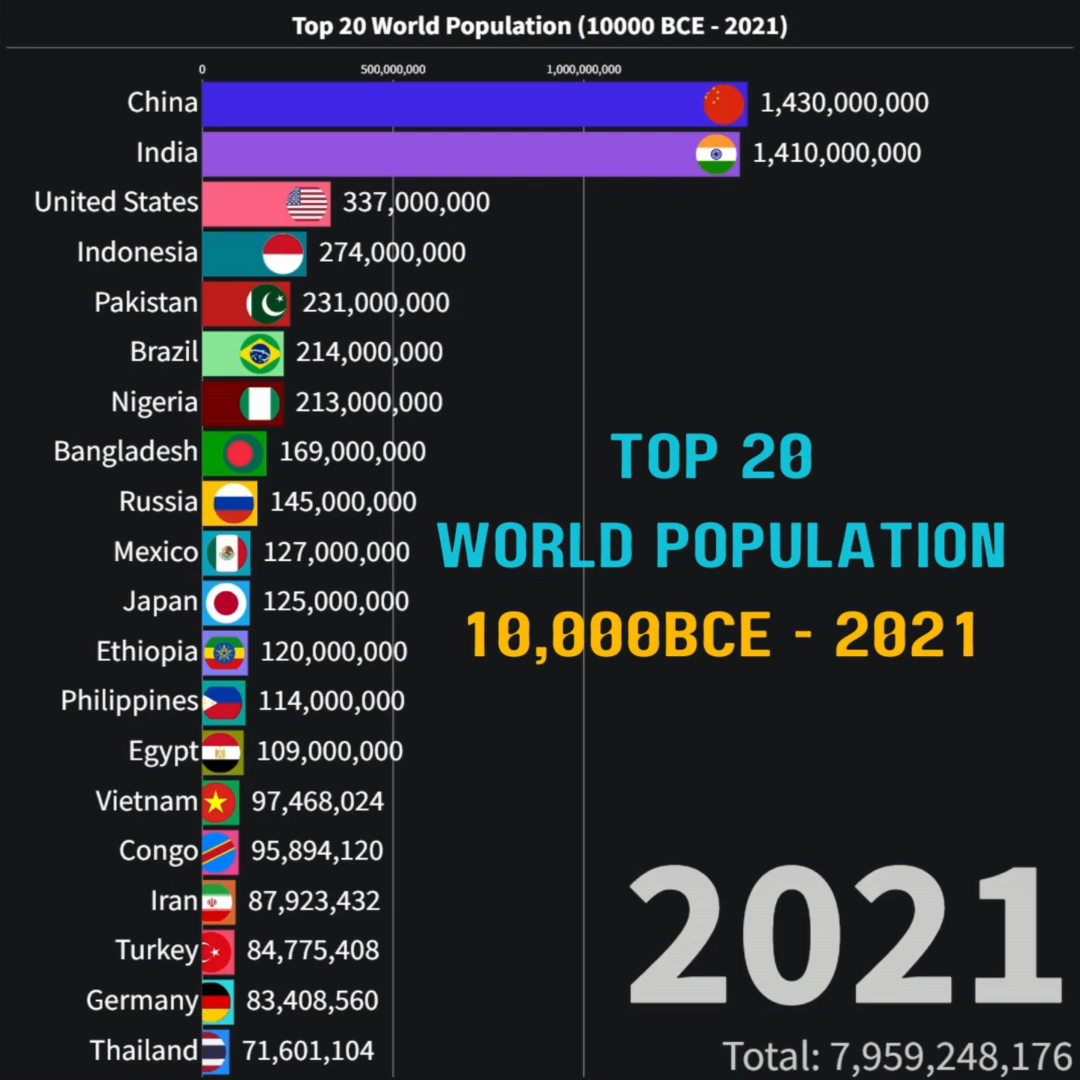 Top 20 World Population (10000 BCE - 2021)
0 500,000,000 1,000,000,000
China 1,430,000,000
India 1,410,000,000
United States 337,000,000
Indonesia 274,000,000
Pakistan 231,000,000
Brazil 214,000,000
Nigeria 213,000,000
Bangladesh 169,000,000
TOP 20
Russia 145,000,000
Mexico 127,000,000
WORLD POPULATION
Japan 125,000,000
10,000BCE - 2021
Ethiopia 120,000,000
Philippines 114,000,000
Egypt 109,000,000
Vietnam 97,468,024
Congo 95,894,120
Iran 87,923,432
Turkey 84,775,408
2021
Germany 83,408,560
Thailand 71,601,104
Total: 7,959,248,176